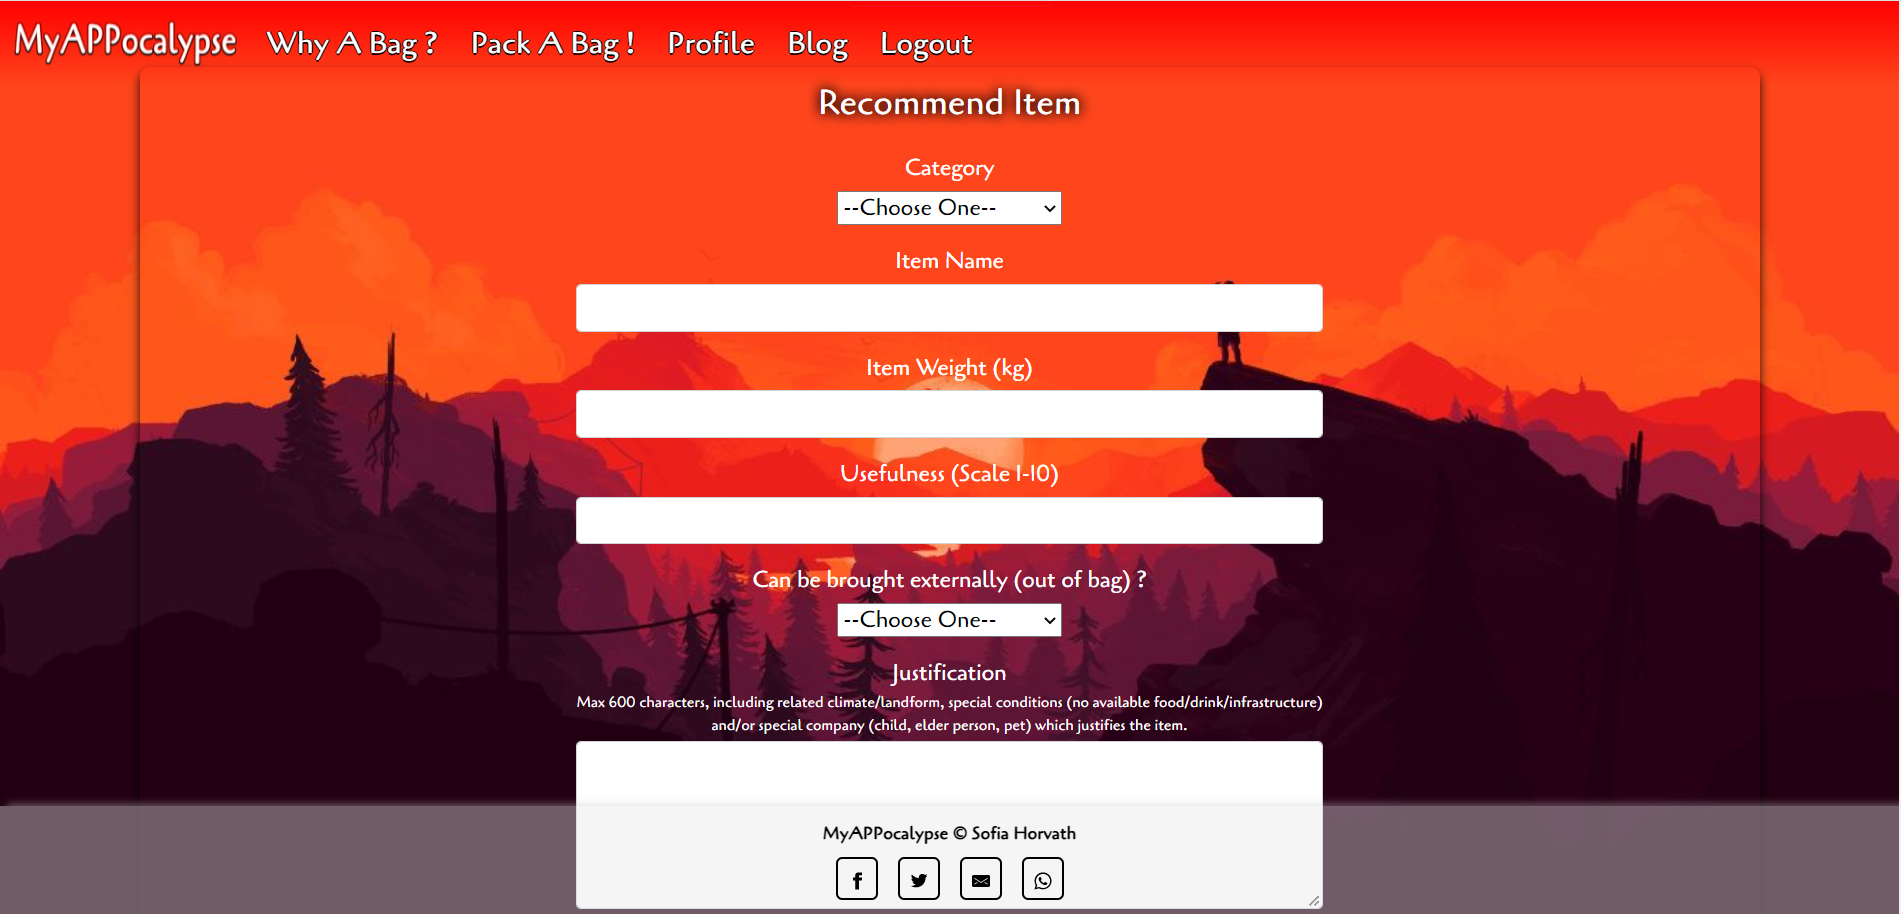 MyAPPocalypse Why A Bag ? Pack A Bag ! Profile Blog Logout
Recommend Item
Category
--Choose One--
Item Name
Item Weight (kg)
Usefulness (Scale 1-10)
Can be brought externally (out of bag) ?
--Choose One--
Justification
Max 600 characters, including related climate/landform, special conditions (no available food/drink/infrastructure)
and/or special company (child, elder person, pet) which justifies the item.
MyAPPocalypse © Sofia Horvath